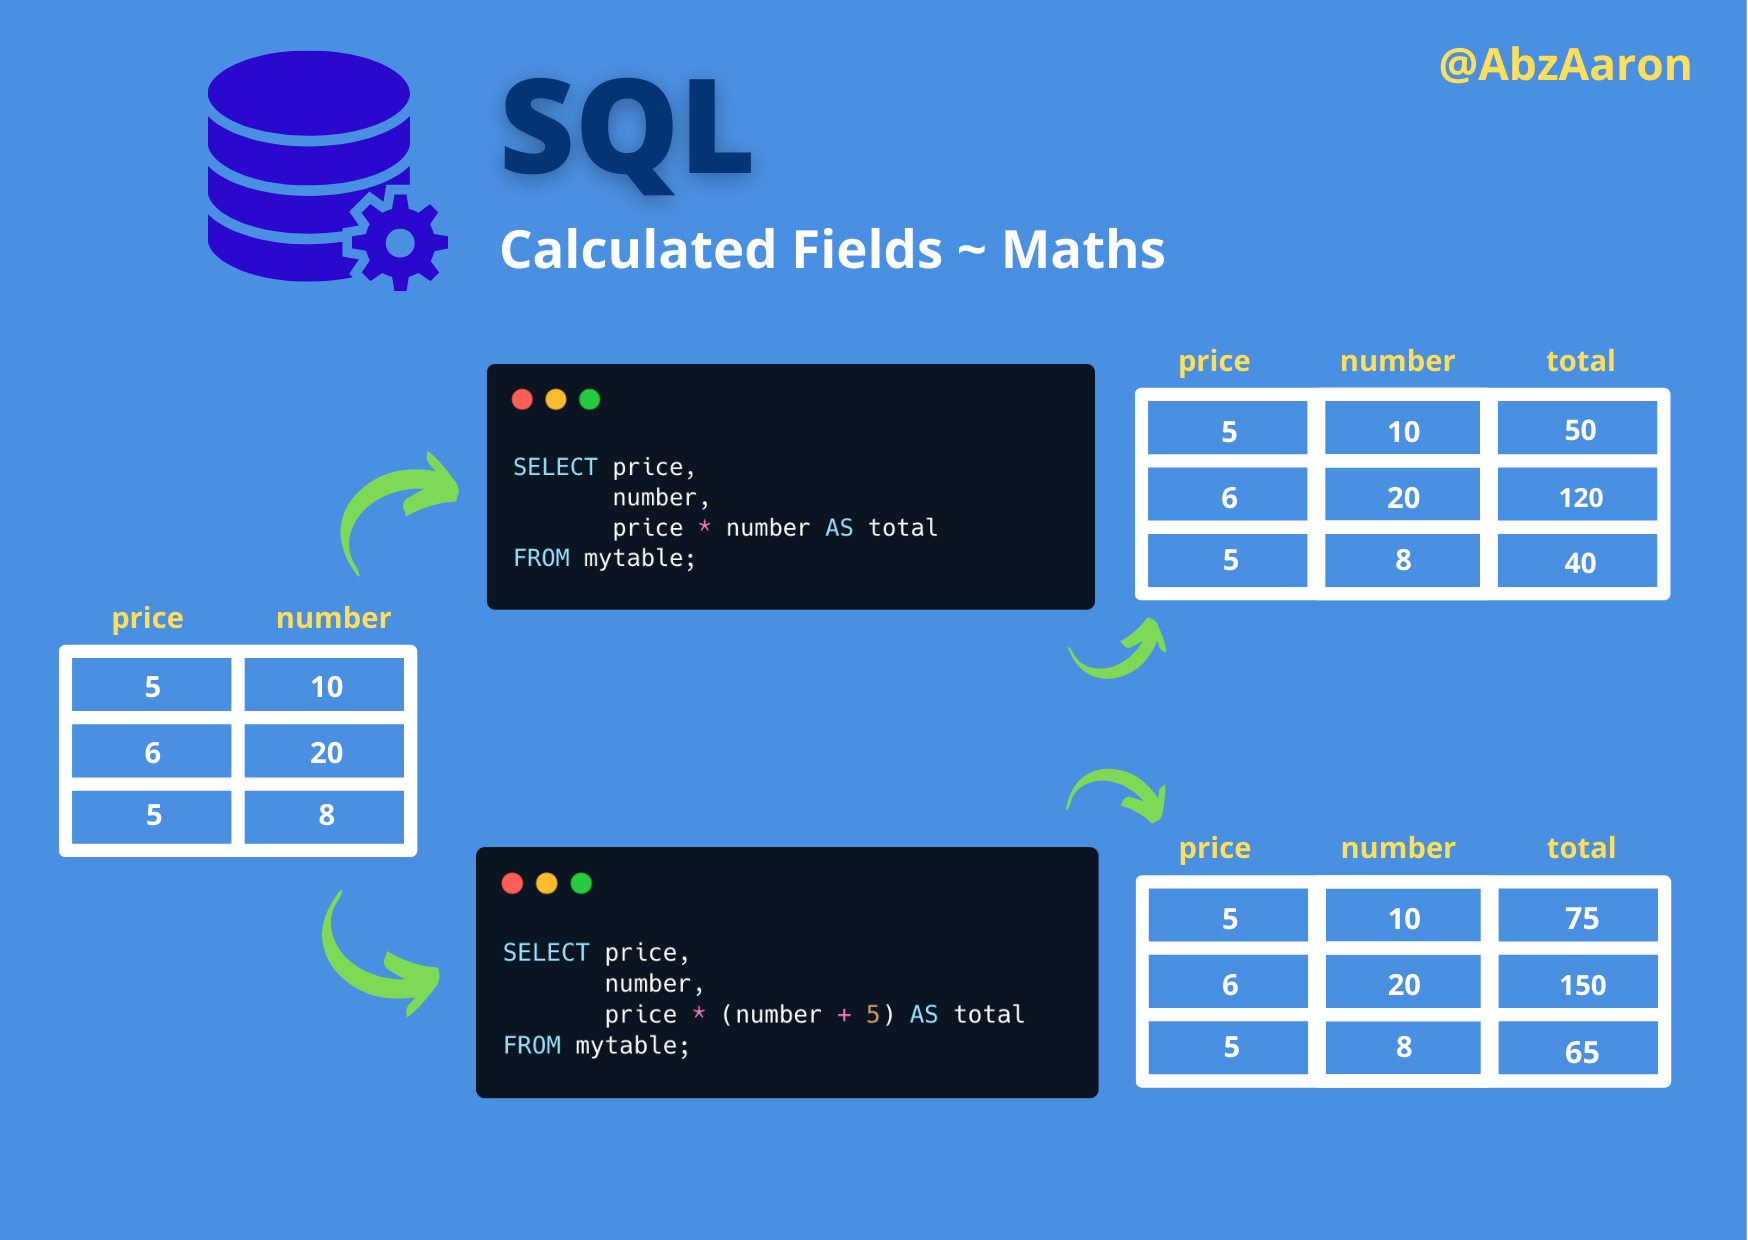 @AbzAaron
SQL
Calculated Fields ~ Maths
price number
5 10
6 20
5 8
SELECT price,
number,
price * number AS total
FROM mytable;
price number total
5 10 50
6 20 120
5 8 40
SELECT price,
number,
price * (number + 5) AS total
FROM mytable;
price number total
5 10 75
6 20 150
5 8 65